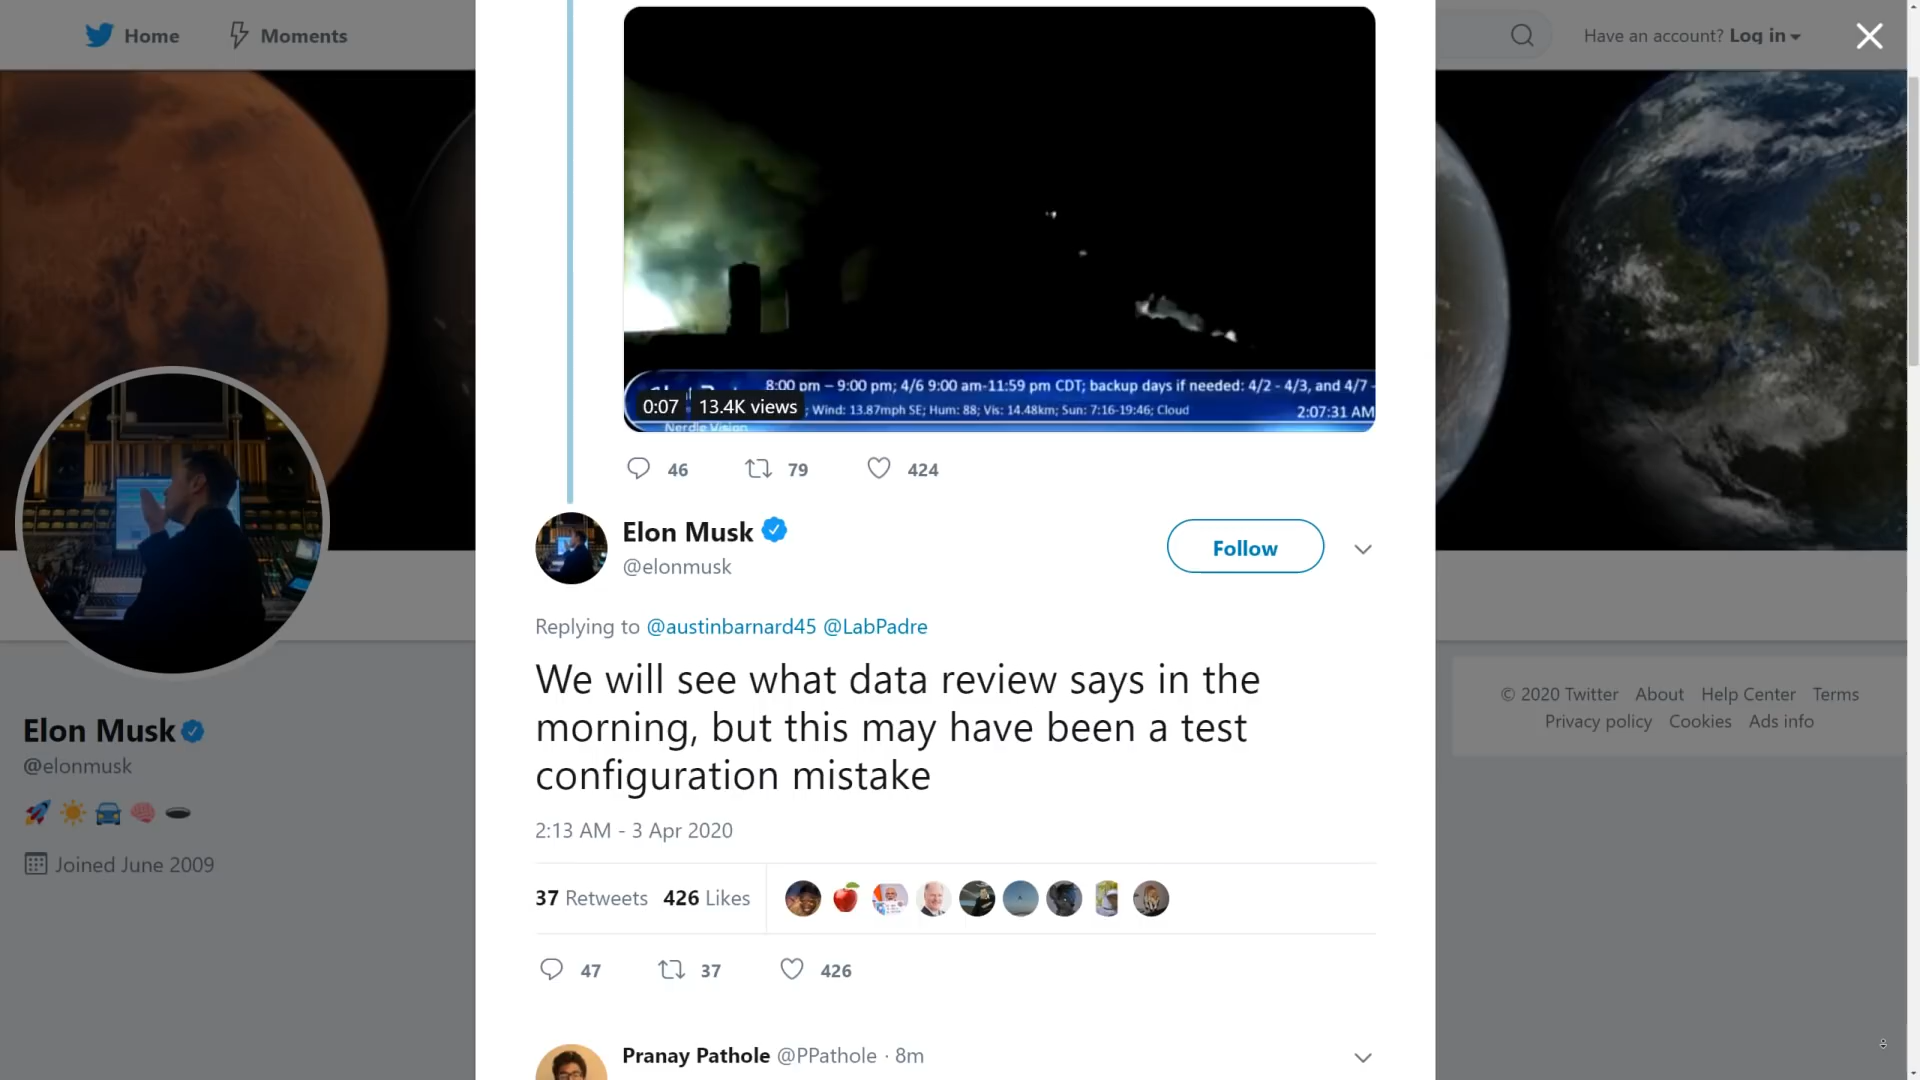 Home
Moments
Have an account? Log in
8:00 pm – 9:00 pm; 4/6 9:00 am-11:59 pm CDT; backup days if needed: 4/2 - 4/3, and 4/7 -
0:07 13.4K views ; Wind: 13.87mph SE; Hum: 88; Vis: 14.48km; Sun: 7:16-19:46; Cloud 2:07:31 AM
Nerdle Vision
46 79 424
Elon Musk
@elonmusk
Follow
Replying to @austinbarnard45 @LabPadre
We will see what data review says in the
morning, but this may have been a test
configuration mistake
2:13 AM - 3 Apr 2020
37 Retweets 426 Likes
47 37 426
Pranay Pathole @PPathole · 8m
Elon Musk
@elonmusk
Joined June 2009
© 2020 Twitter About Help Center Terms
Privacy policy Cookies Ads info